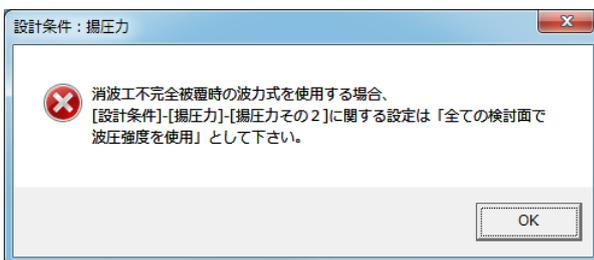 設計条件：揚圧力
消波工不完全被覆時の波力式を使用する場合、
[設計条件]-[揚圧力]-[揚圧力その２]に関する設定は「全ての検討面で
波圧強度を使用」として下さい。
OK